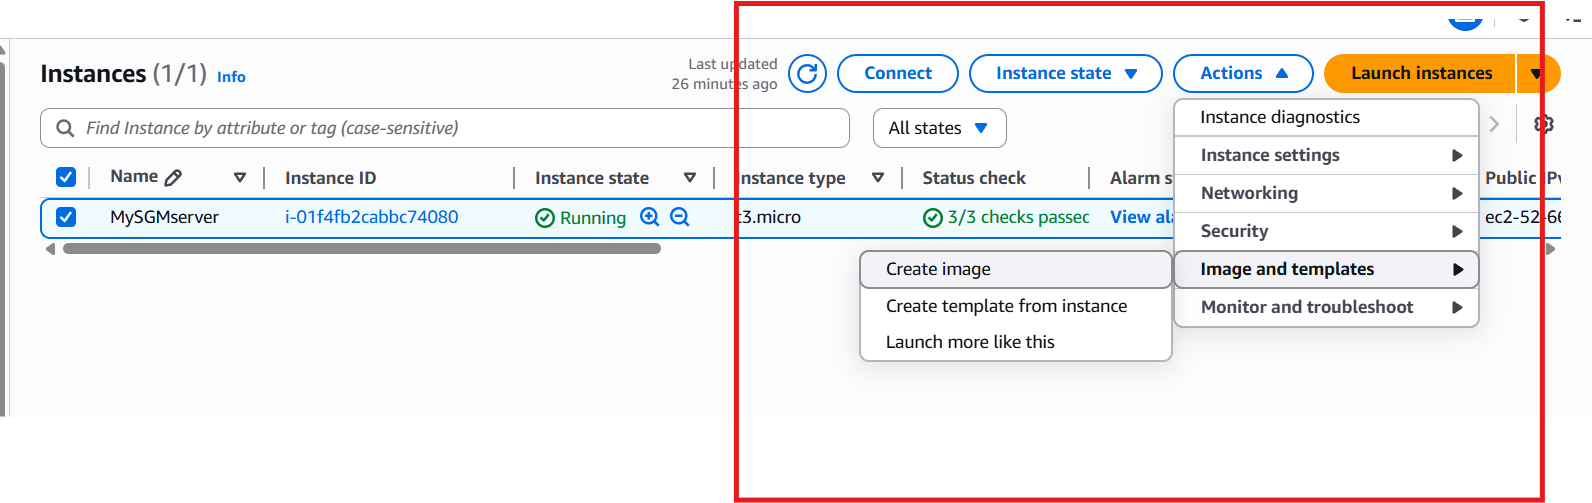 Instances (1/1) Info
Last updated
26 minutes ago
Connect
Instance state
Actions
Launch instances
Find Instance by attribute or tag (case-sensitive)
All states
Instance diagnostics
Instance settings
Networking
Security
Image and templates
Monitor and troubleshoot
Name Instance ID Instance state Instance type Status check Alarm s Public IPv
MySGMserver i-01f4fb2cabbc74080 Running t3.micro 3/3 checks passec View ala ec2-52-66
Create image
Create template from instance
Launch more like this